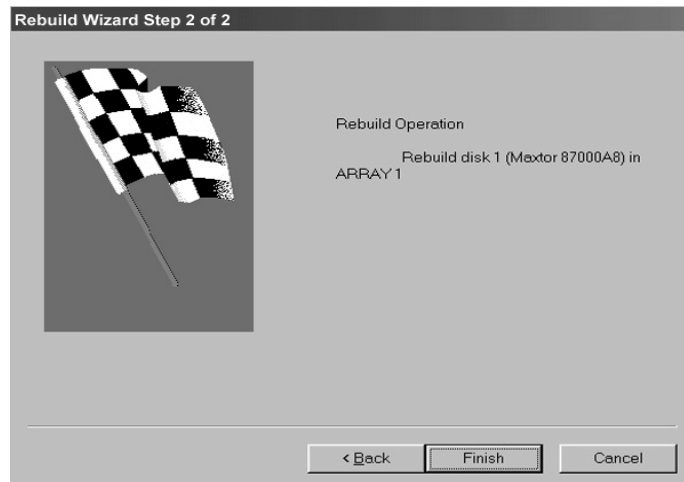 Rebuild Wizard Step 2 of 2
Rebuild Operation
Rebuild disk 1 (Maxtor 87000A8) in
ARRAY 1
< Back
Finish
Cancel